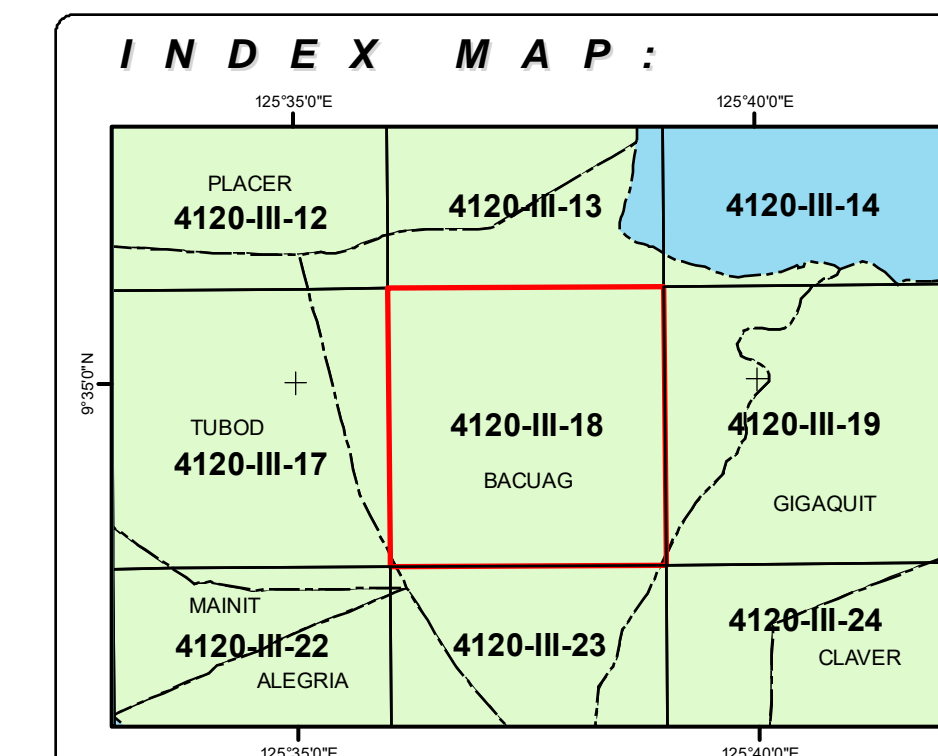 INDEX MAP:
125°35'0"E 125°40'0"E
PLACER
4120-III-12 4120-III-13 4120-III-14
9°35'0"N
TUBOD
4120-III-17
4120-III-18
BACUAG
4120-III-19
GIGAQUIT
MAINIT
4120-III-22
ALEGRIA
4120-III-23
4120-III-24
CLAVER
125°35'0"E 125°40'0"E